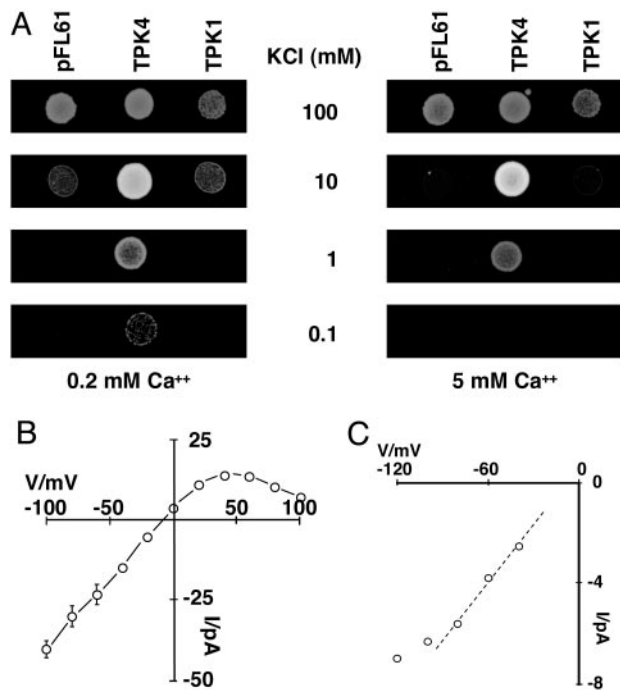 A
pFL61 TPK4 TPK1 KCl (mM) pFL61 TPK4 TPK1
100
10
1
0.1
0.2 mM Ca++ 5 mM Ca++
B
25
V/mV
-100 -50 0 50 100
-25
-50
I/pA
C
V/mV
-120 -60 0
0
-4
-8
I/pA